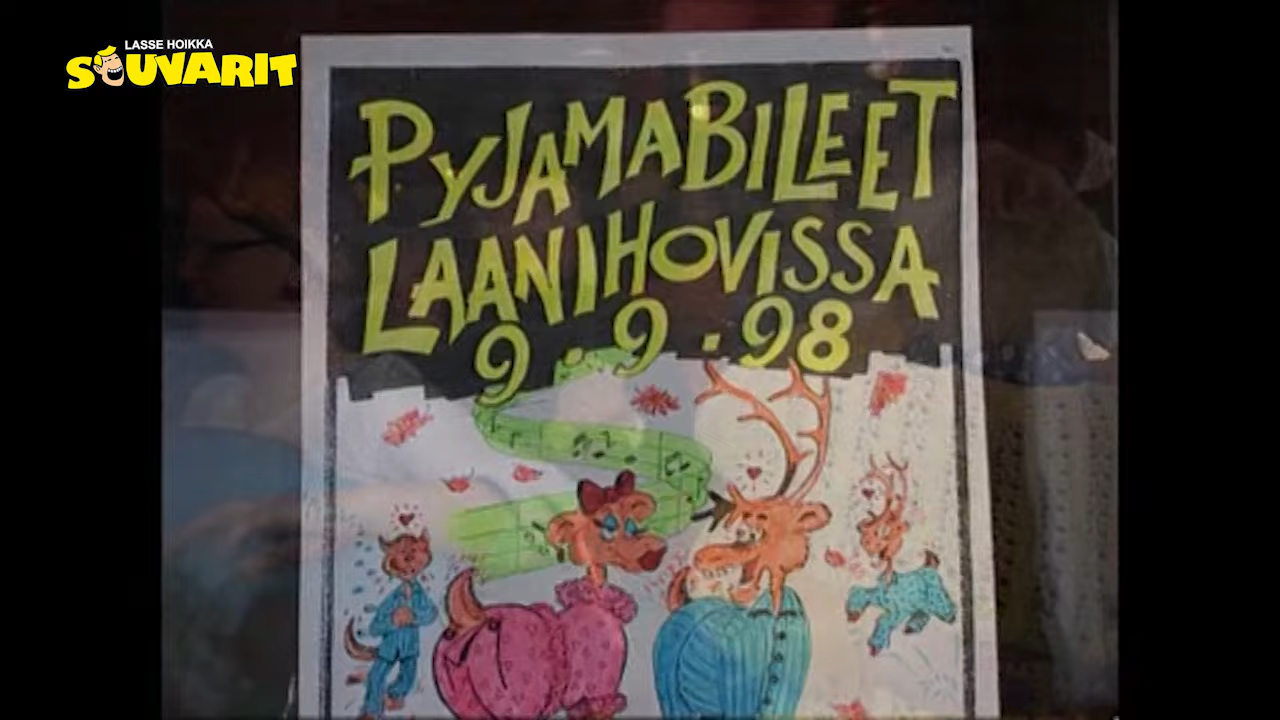 LASSE HOIKKA
SOUVARIT
PYJAMABILEET
LAANIHOVISSA
9.9.98